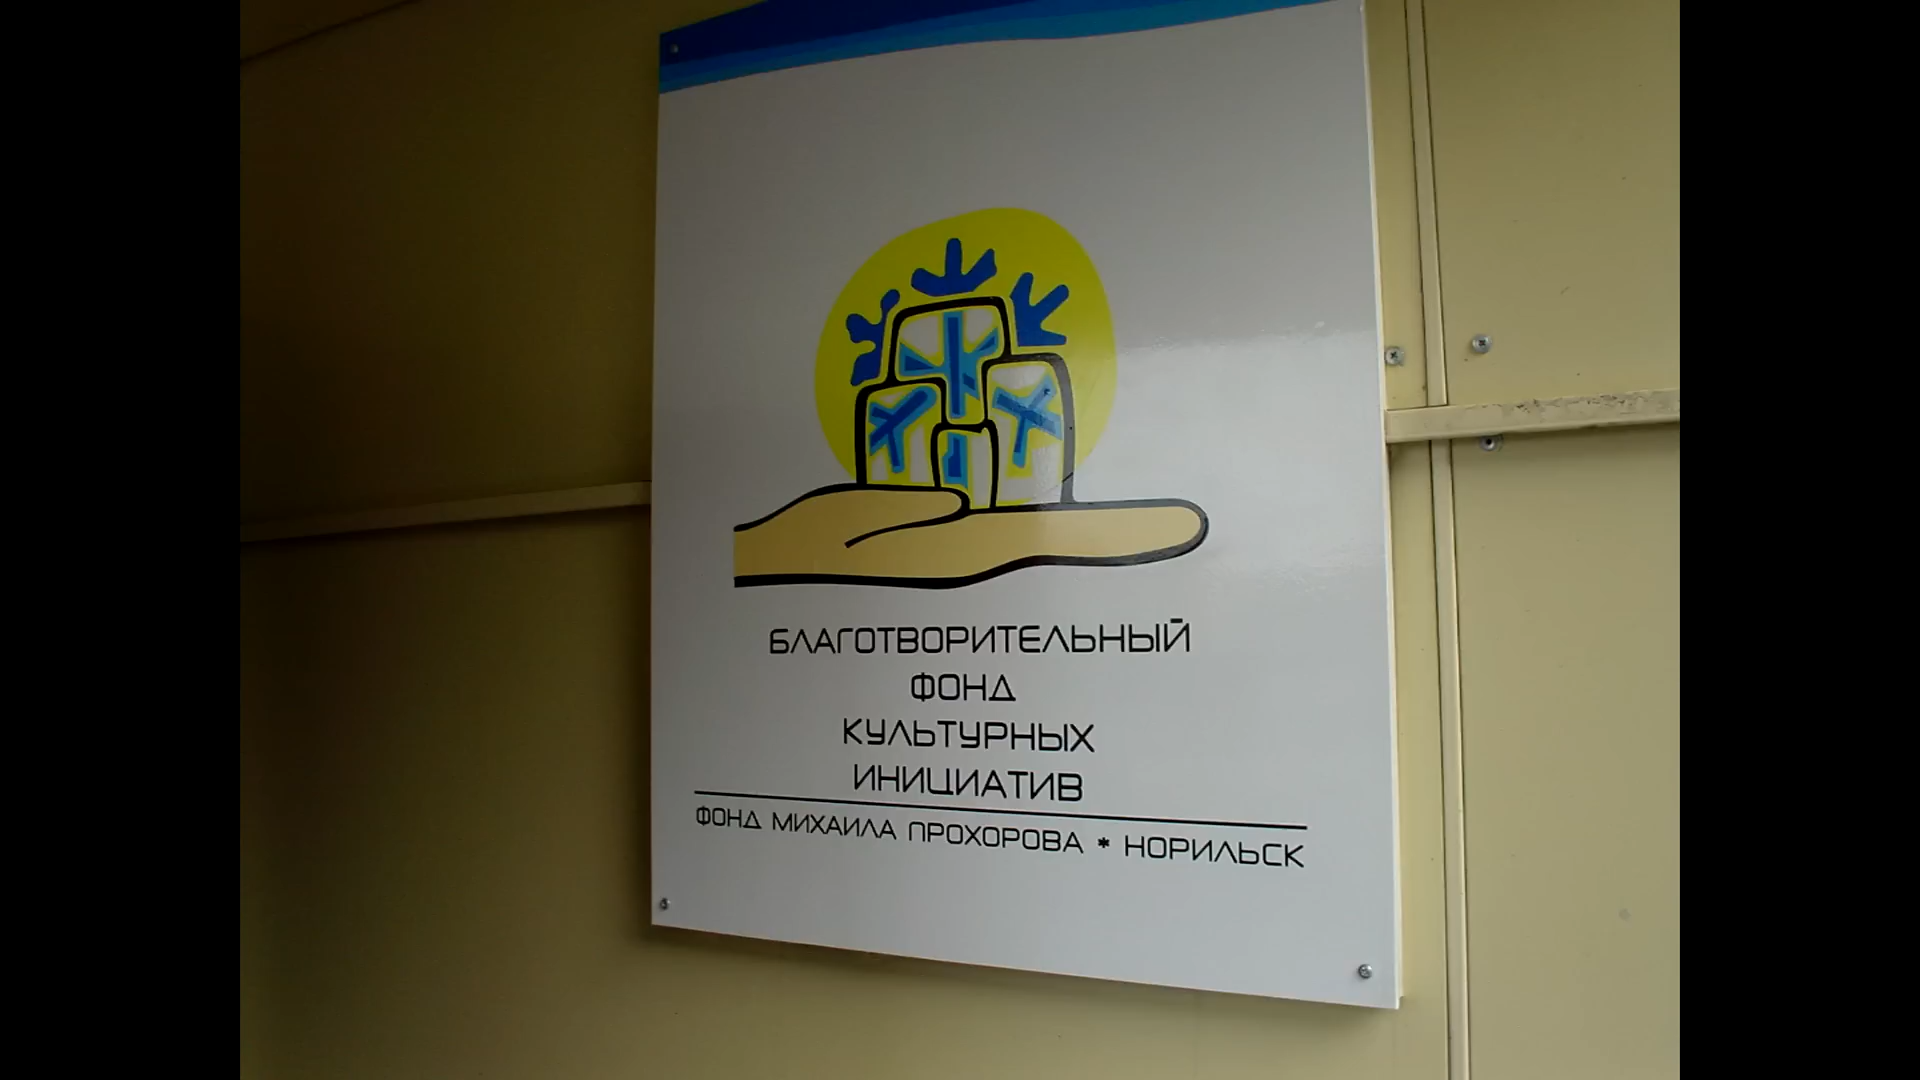 БЛАГОТВОРИТЕЛЬНЫЙ
ФОНД
КУЛЬТУРНЫХ
ИНИЦИАТИВ
ФОНД МИХАИЛА ПРОХОРОВА * НОРИЛЬСК